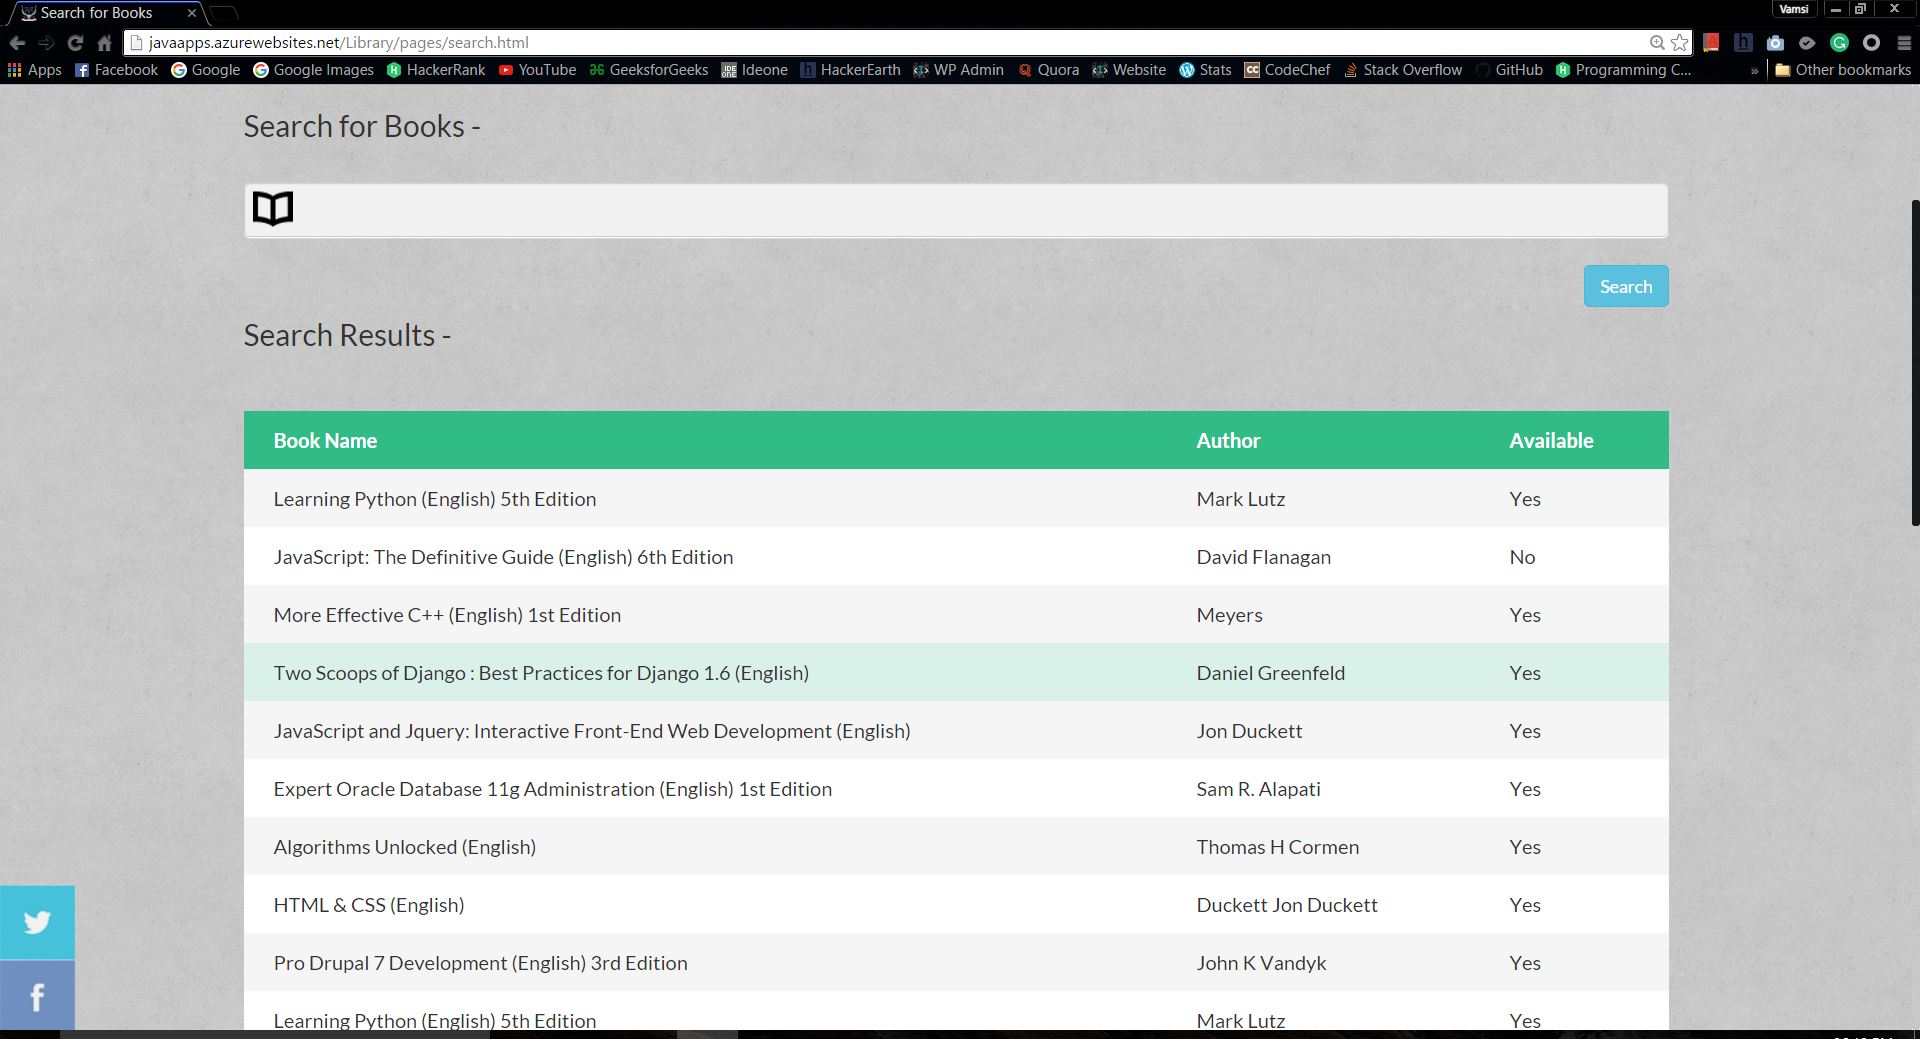 Search for Books
Vamsi
javaapps.azurewebsites.net/Library/pages/search.html
Apps Facebook Google Google Images HackerRank YouTube GeeksforGeeks Ideone HackerEarth WP Admin Quora Website Stats CodeChef Stack Overflow GitHub Programming C... » Other bookmarks
Search for Books -
Search
Search Results -
Book Name Author Available
Learning Python (English) 5th Edition Mark Lutz Yes
JavaScript: The Definitive Guide (English) 6th Edition David Flanagan No
More Effective C++ (English) 1st Edition Meyers Yes
Two Scoops of Django : Best Practices for Django 1.6 (English) Daniel Greenfeld Yes
JavaScript and Jquery: Interactive Front-End Web Development (English) Jon Duckett Yes
Expert Oracle Database 11g Administration (English) 1st Edition Sam R. Alapati Yes
Algorithms Unlocked (English) Thomas H Cormen Yes
HTML & CSS (English) Duckett Jon Duckett Yes
Pro Drupal 7 Development (English) 3rd Edition John K Vandyk Yes
Learning Python (English) 5th Edition Mark Lutz Yes